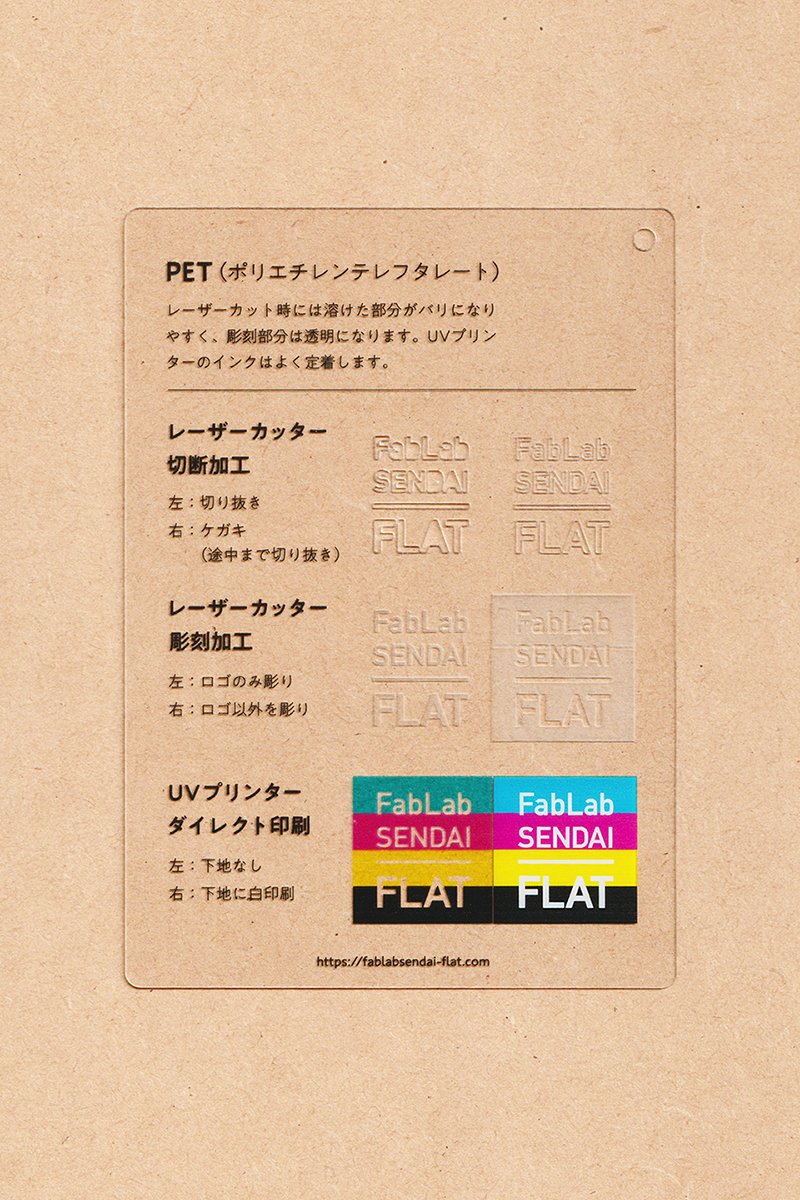 PET（ポリエチレンテレフタレート）
レーザーカット時には溶けた部分がバリになり
やすく、彫刻部分は透明になります。UVプリン
ターのインクはよく定着します。
レーザーカッター
切断加工
左：切り抜き
右：ケガキ
（途中まで切り抜き）
FabLab
SENDAI
FLAT
FabLab
SENDAI
FLAT
レーザーカッター
彫刻加工
左：ロゴのみ彫り
右：ロゴ以外を彫り
FabLab
SENDAI
FLAT
FabLab
SENDAI
FLAT
UVプリンター
ダイレクト印刷
左：下地なし
右：下地に白印刷
FabLab
SENDAI
FLAT
FabLab
SENDAI
FLAT
https://fablabsendai-flat.com